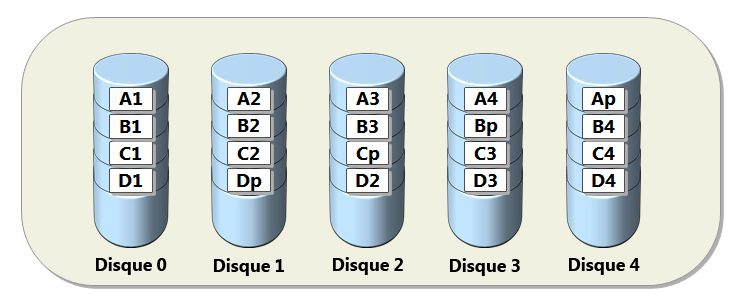 A1 A2 A3 A4 Ap
B1 B2 B3 Bp B4
C1 C2 Cp C3 C4
D1 Dp D2 D3 D4
Disque 0 Disque 1 Disque 2 Disque 3 Disque 4